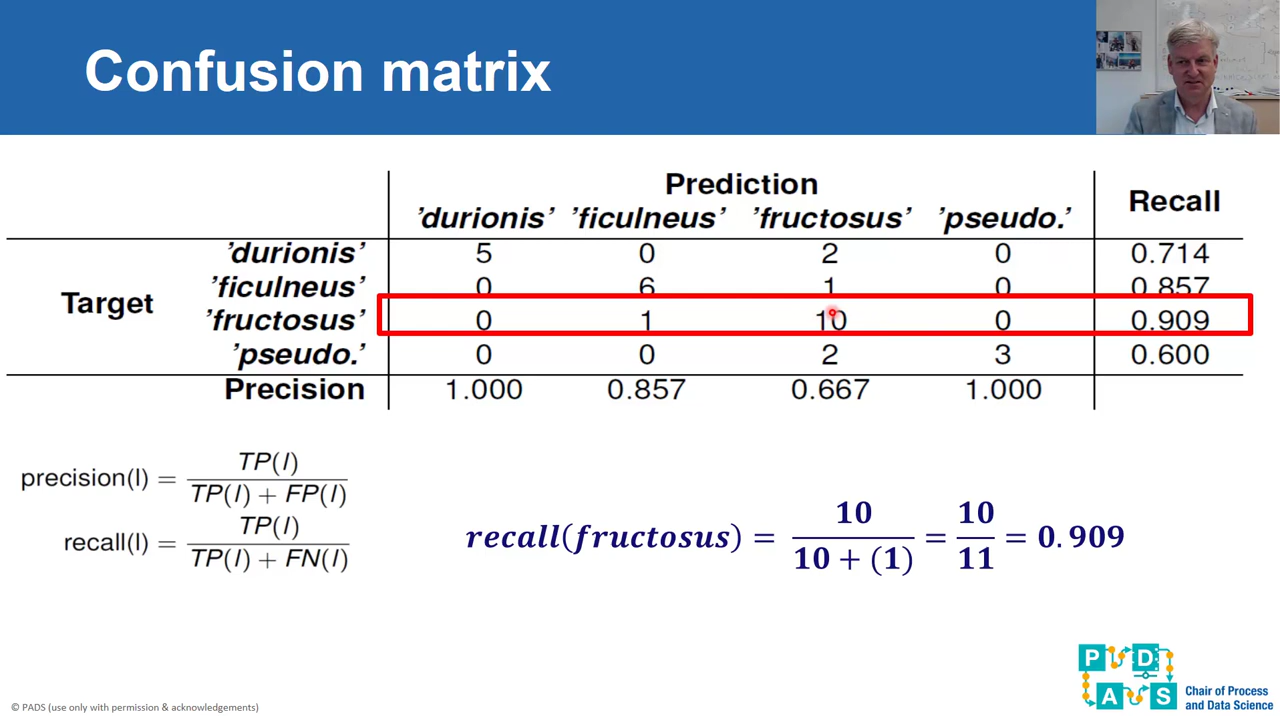 Confusion matrix
Prediction
'durionis' 'ficulneus' 'fructosus' 'pseudo.' Recall
'durionis' 5 0 2 0 0.714
'ficulneus' 0 6 1 0 0.857
Target
'fructosus' 0 1 10 0 0.909
'pseudo.' 0 0 2 3 0.600
Precision 1.000 0.857 0.667 1.000
precision(l) = TP(l) / TP(l) + FP(l)
recall(l) = TP(l) / TP(l) + FN(l)
recall(fructosus) = 10 / 10 + (1) = 10 / 11 = 0.909
P D
A S
Chair of Process
and Data Science
© PADS (use only with permission & acknowledgements)